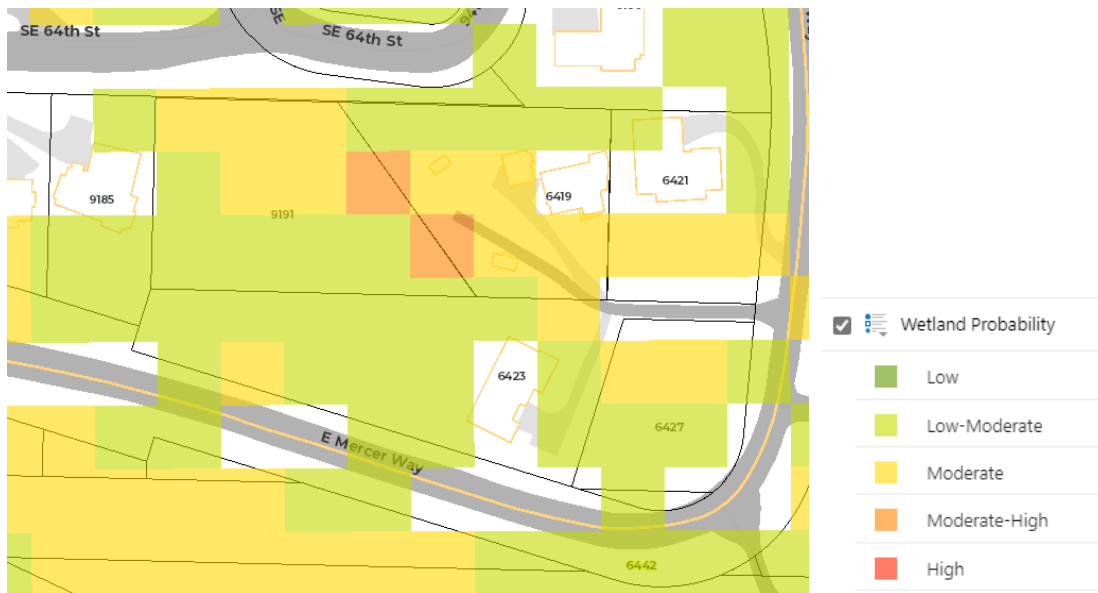 SE 64th St
SE
SE 64th St
9185
9191
6419
6421
6423
6427
E Mercer Way
6442
Wetland Probability
Low
Low-Moderate
Moderate
Moderate-High
High